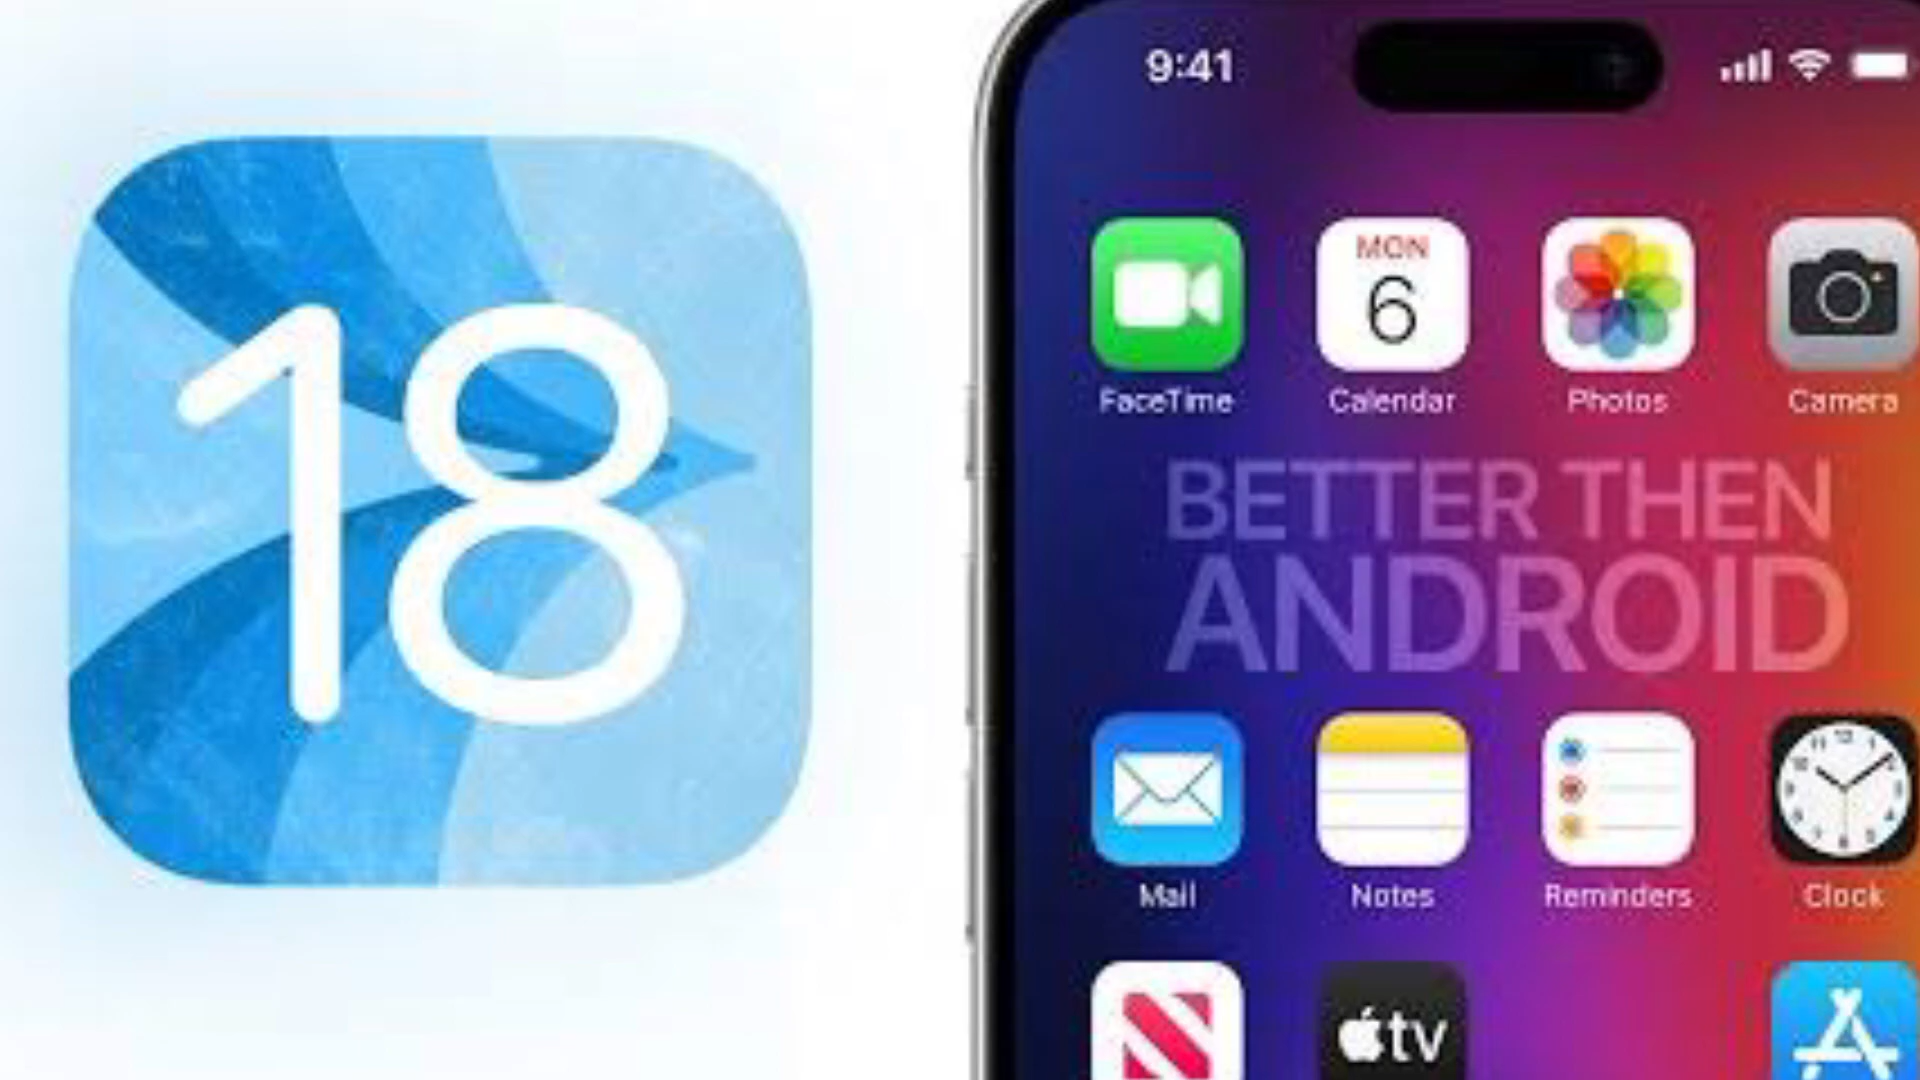 18
9:41
MON
6
FaceTime Calendar Photos Camera
BETTER THEN
ANDROID
Mail Notes Reminders Clock
tv